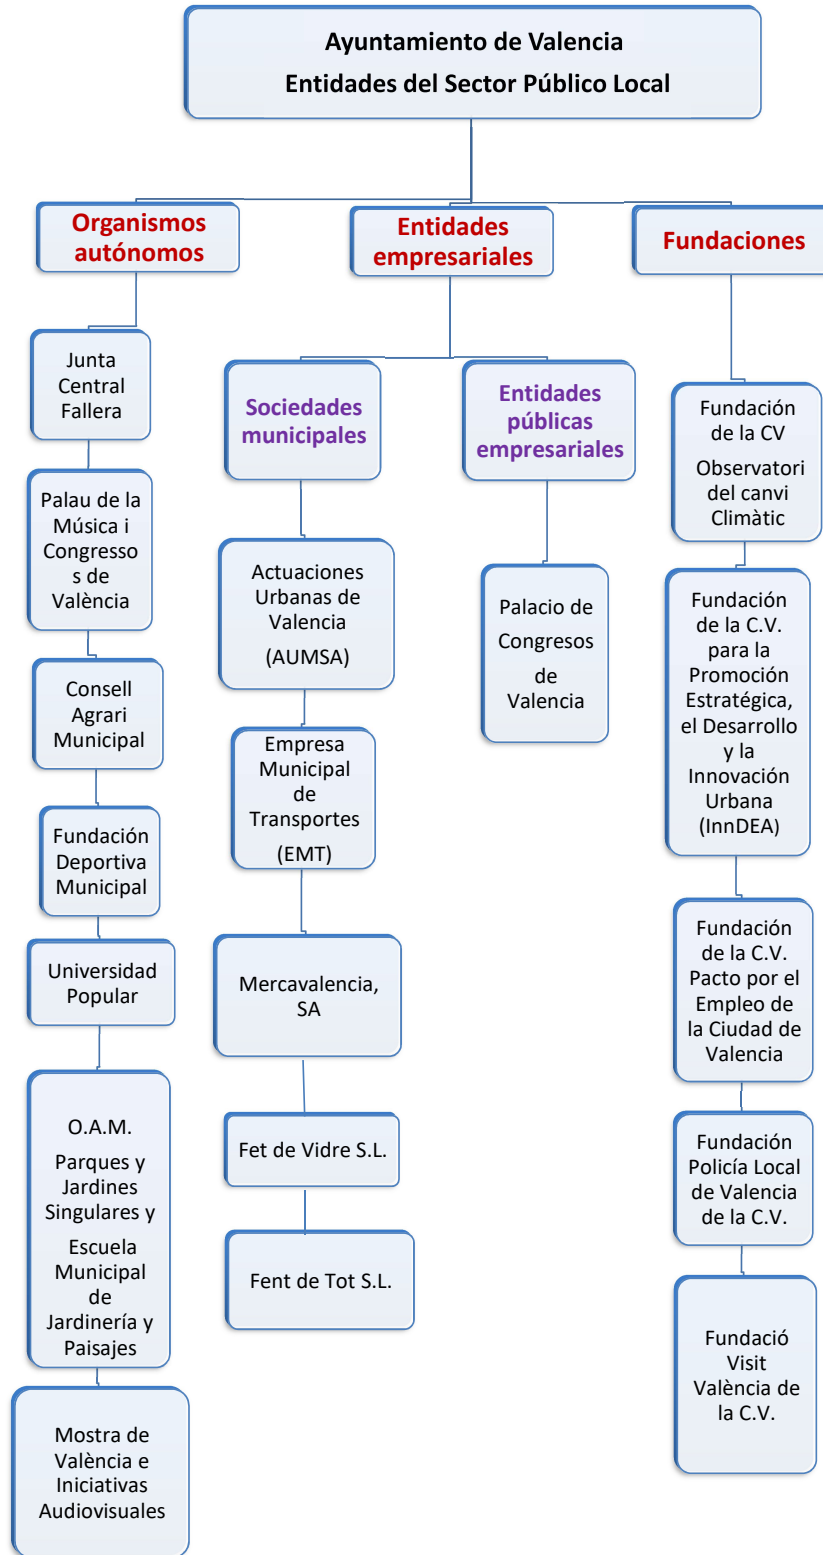 Ayuntamiento de Valencia
Entidades del Sector Público Local
Organismos
autónomos
Entidades
empresariales
Fundaciones
Junta
Central
Fallera
Palau de la
Música i
Congresso
s de
València
Consell
Agrari
Municipal
Fundación
Deportiva
Municipal
Universidad
Popular
O.A.M.
Parques y
Jardines
Singulares y
Escuela
Municipal
de
Jardinería y
Paisajes
Mostra de
València e
Iniciativas
Audiovisuales
Sociedades
municipales
Actuaciones
Urbanas de
Valencia
(AUMSA)
Empresa
Municipal
de
Transportes
(EMT)
Mercavalencia,
SA
Fet de Vidre S.L.
Fent de Tot S.L.
Entidades
públicas
empresariales
Palacio de
Congresos
de
Valencia
Fundación
de la CV
Observatori
del canvi
Climàtic
Fundación
de la C.V.
para la
Promoción
Estratégica,
el Desarrollo
y la
Innovación
Urbana
(InnDEA)
Fundación
de la C.V.
Pacto por el
Empleo de
la Ciudad de
Valencia
Fundación
Policía Local
de Valencia
de la C.V.
Fundació
Visit
València de
la C.V.